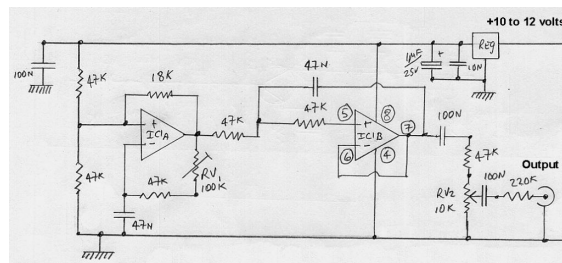 +10 to 12 volts
REG
100N
47K
18K
47N
1µF
25V
10N
+
-
IC1A
47K
47K
5
8
+
-
IC1B
7
6
4
100N
47K
47K
RV1
100K
47K
47N
RV2
10K
100N
220K
Output